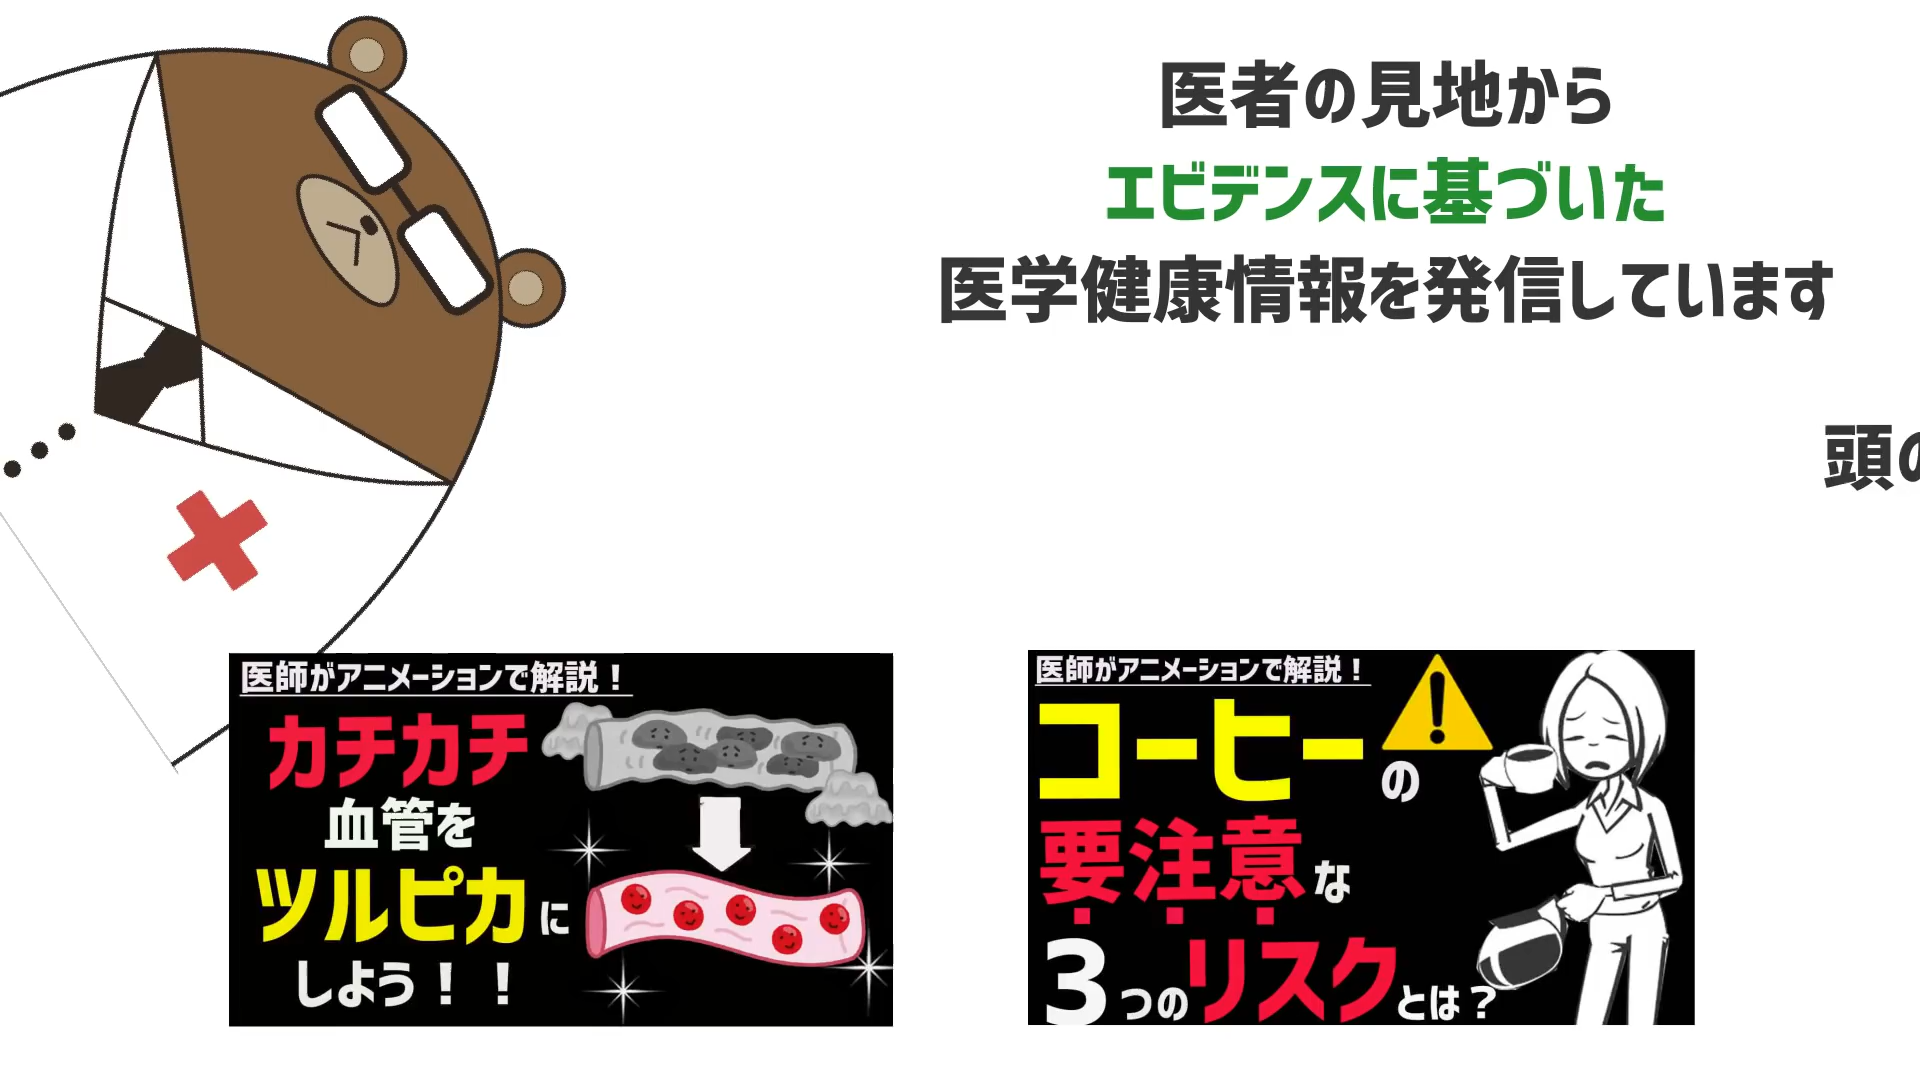 医者の見地から
エビデンスに基づいた
医学健康情報を発信しています
頭の
医師がアニメーションで解説！
カチカチ
血管を
ツルピカに
しよう！！
医師がアニメーションで解説！
コーヒーの
要注意な
3つのリスクとは？